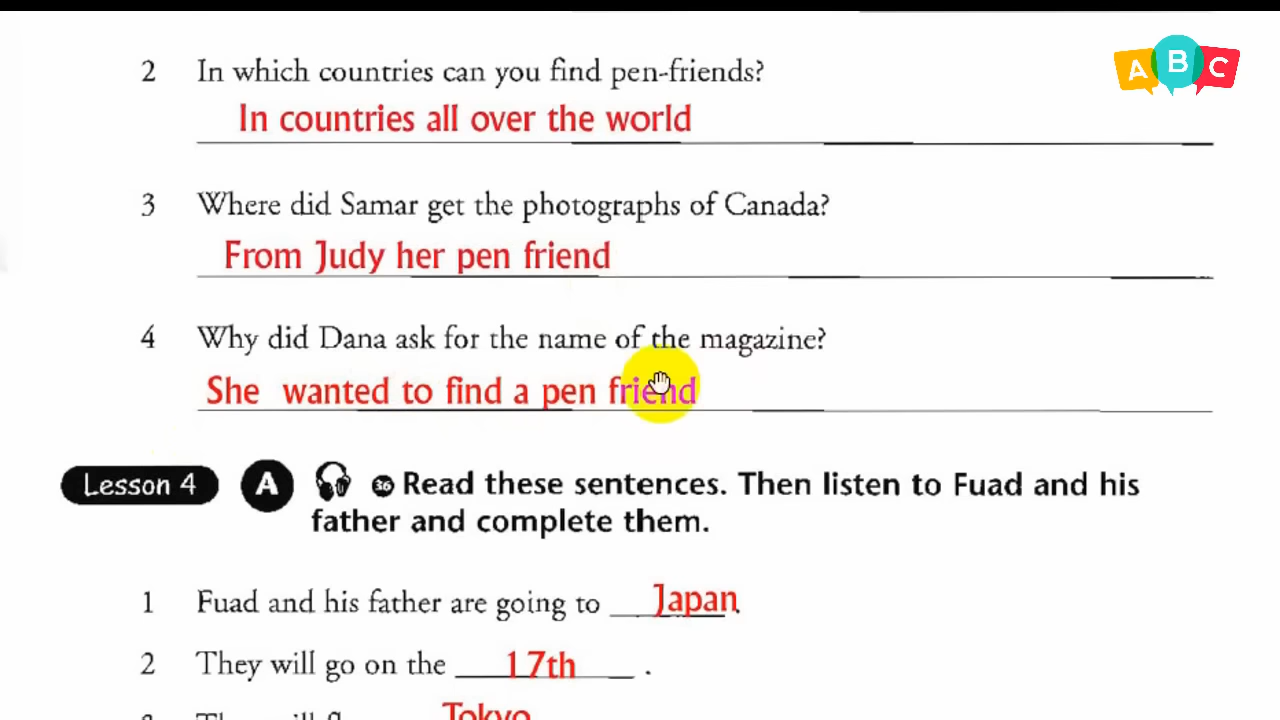 A B C
2 In which countries can you find pen-friends?
In countries all over the world
3 Where did Samar get the photographs of Canada?
From Judy her pen friend
4 Why did Dana ask for the name of the magazine?
She wanted to find a pen friend
Lesson 4 A 36 Read these sentences. Then listen to Fuad and his
father and complete them.
1 Fuad and his father are going to Japan.
2 They will go on the 17th .
Tokyo